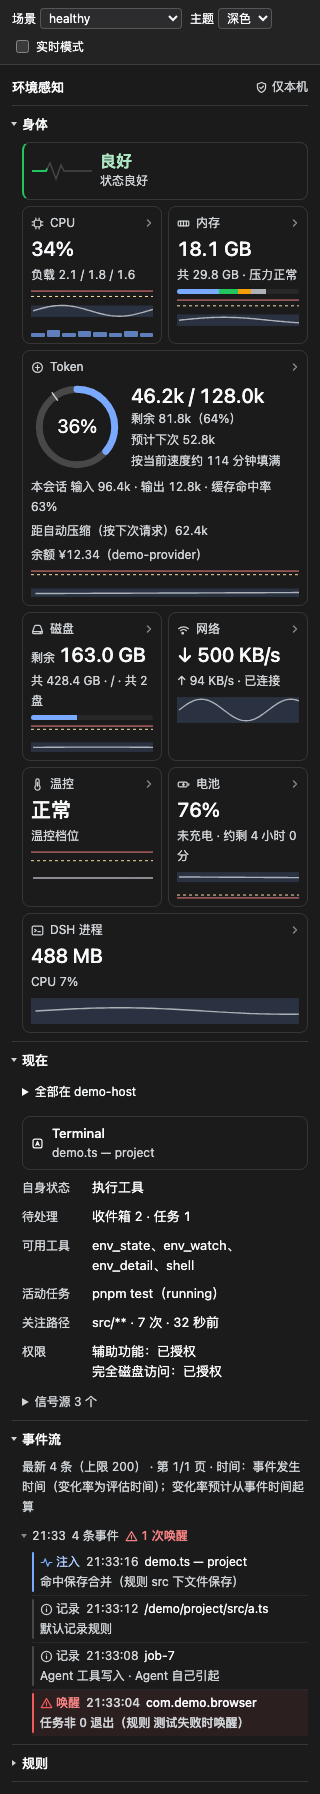 场景 healthy 主题 深色
实时模式
环境感知 仅本机
身体
良好
状态良好
CPU
34%
负载 2.1 / 1.8 / 1.6
内存
18.1 GB
共 29.8 GB · 压力正常
Token
36%
46.2k / 128.0k
剩余 81.8k（64%）
预计下次 52.8k
按当前速度约 114 分钟填满
本会话 输入 96.4k · 输出 12.8k · 缓存命中率
63%
距自动压缩（按下次请求）62.4k
余额 ¥12.34（demo-provider）
磁盘
剩余 163.0 GB
共 428.4 GB · / · 共 2
盘
网络
↓ 500 KB/s
↑ 94 KB/s · 已连接
温控
正常
温控档位
电池
76%
未充电 · 约剩 4 小时 0
分
DSH 进程
488 MB
CPU 7%
现在
全部在 demo-host
Terminal
demo.ts — project
自身状态 执行工具
待处理 收件箱 2 · 任务 1
可用工具 env_state、env_watch、
env_detail、shell
活动任务 pnpm test（running）
关注路径 src/** · 7 次 · 32 秒前
权限 辅助功能：已授权
完全磁盘访问：已授权
信号源 3 个
事件流
最新 4 条（上限 200） · 第 1/1 页 · 时间：事件发生
时间（变化率为评估时间）；变化率预计从事件时间起
算
21:33 4 条事件 1 次唤醒
注入 21:33:16 demo.ts — project
命中保存合并（规则 src 下文件保存）
记录 21:33:12 /demo/project/src/a.ts
默认记录规则
记录 21:33:08 job-7
Agent 工具写入 · Agent 自己引起
唤醒 21:33:04 com.demo.browser
任务非 0 退出（规则 测试失败时唤醒）
规则